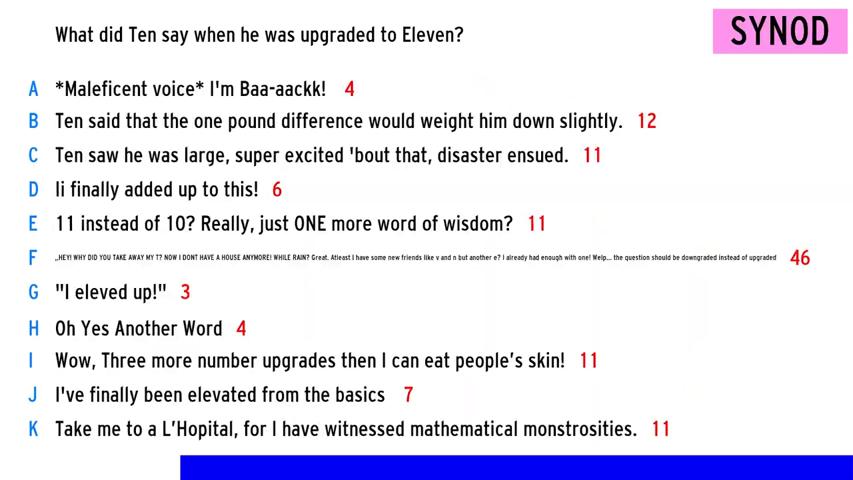 What did Ten say when he was upgraded to Eleven?
SYNOD
A *Maleficent voice* I'm Baa-aackk! 4
B Ten said that the one pound difference would weight him down slightly. 12
C Ten saw he was large, super excited 'bout that, disaster ensued. 11
D Ii finally added up to this! 6
E 11 instead of 10? Really, just ONE more word of wisdom? 11
F „HEY! WHY DID YOU TAKE AWAY MY T? NOW I DONT HAVE A HOUSE ANYMORE! WHILE RAIN? Great. Atleast I have some new friends like v and n but another e? I already had enough with one! Welp... the question should be downgraded instead of upgraded 46
G "I eleved up!" 3
H Oh Yes Another Word 4
I Wow, Three more number upgrades then I can eat people's skin! 11
J I've finally been elevated from the basics 7
K Take me to a L'Hopital, for I have witnessed mathematical monstrosities. 11